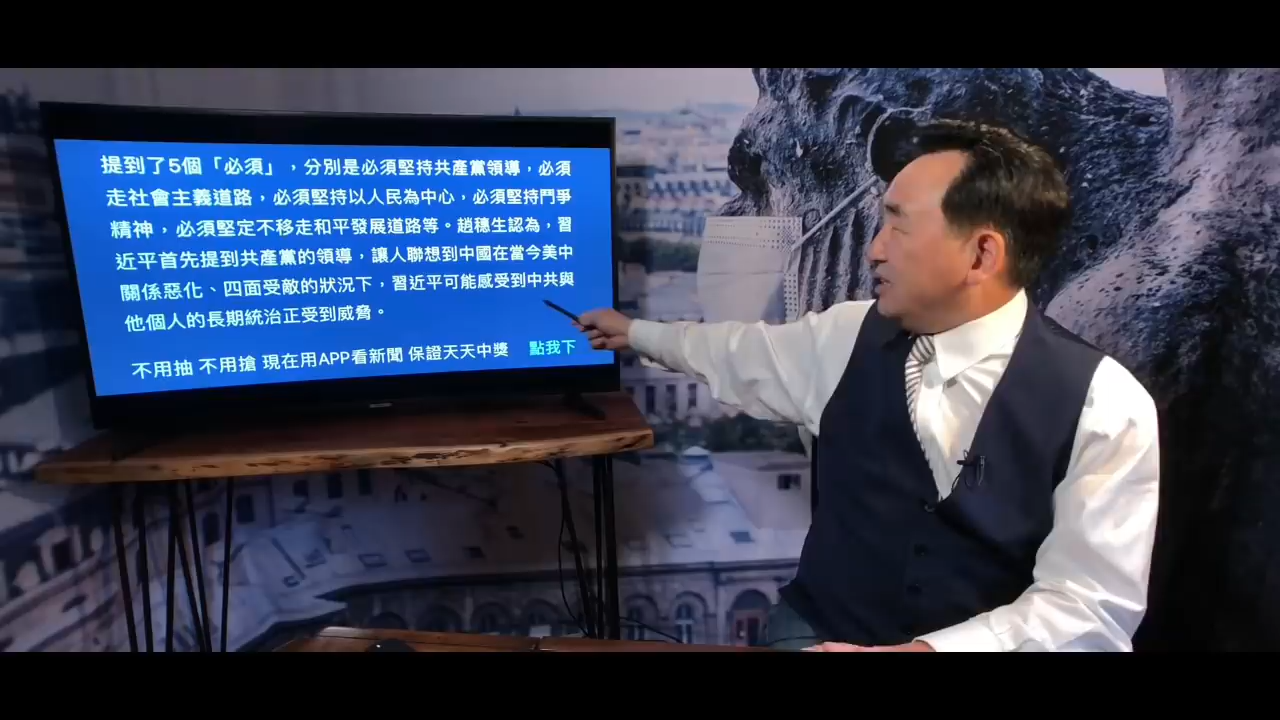 提到了5個「必須」，分別是必須堅持共產黨領導，必須
走社會主義道路，必須堅持以人民為中心，必須堅持鬥爭
精神，必須堅定不移走和平發展道路等。趙穗生認為，習
近平首先提到共產黨的領導，讓人聯想到中國在當今美中
關係惡化、四面受敵的狀況下，習近平可能感受到中共與
他個人的長期統治正受到威脅。
不用抽 不用搶 現在用APP看新聞 保證天天中獎 點我下